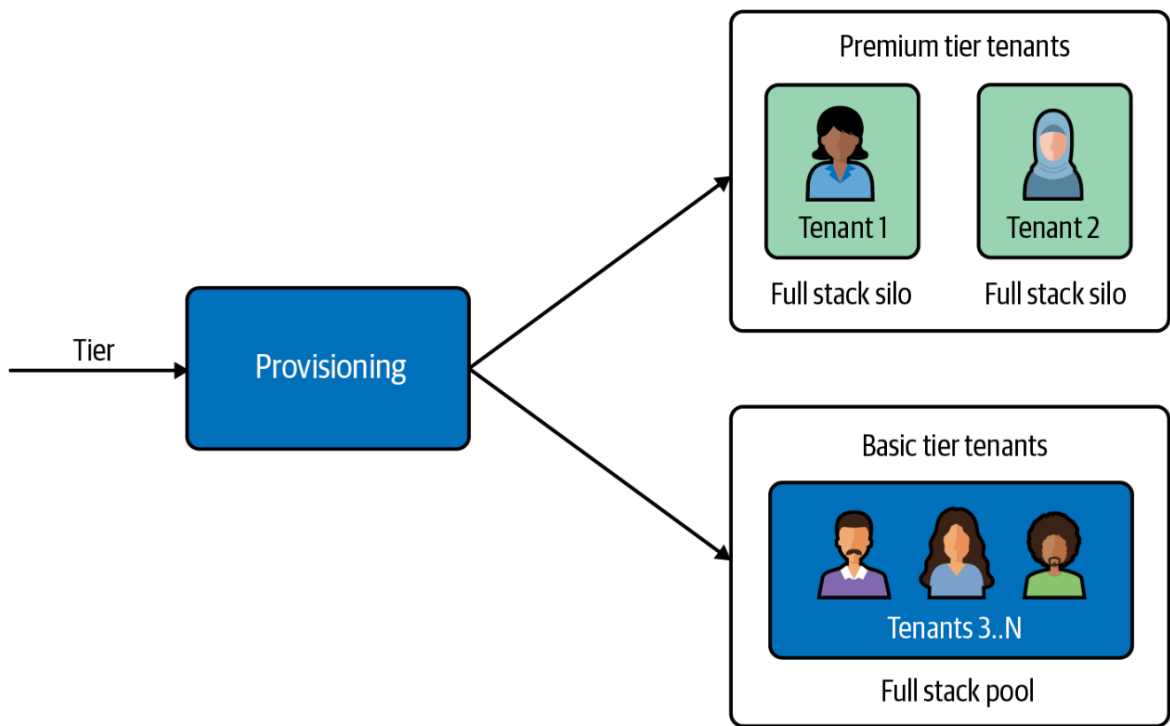 Tier
Provisioning
Premium tier tenants
Tenant 1
Tenant 2
Full stack silo
Full stack silo
Basic tier tenants
Tenants 3..N
Full stack pool